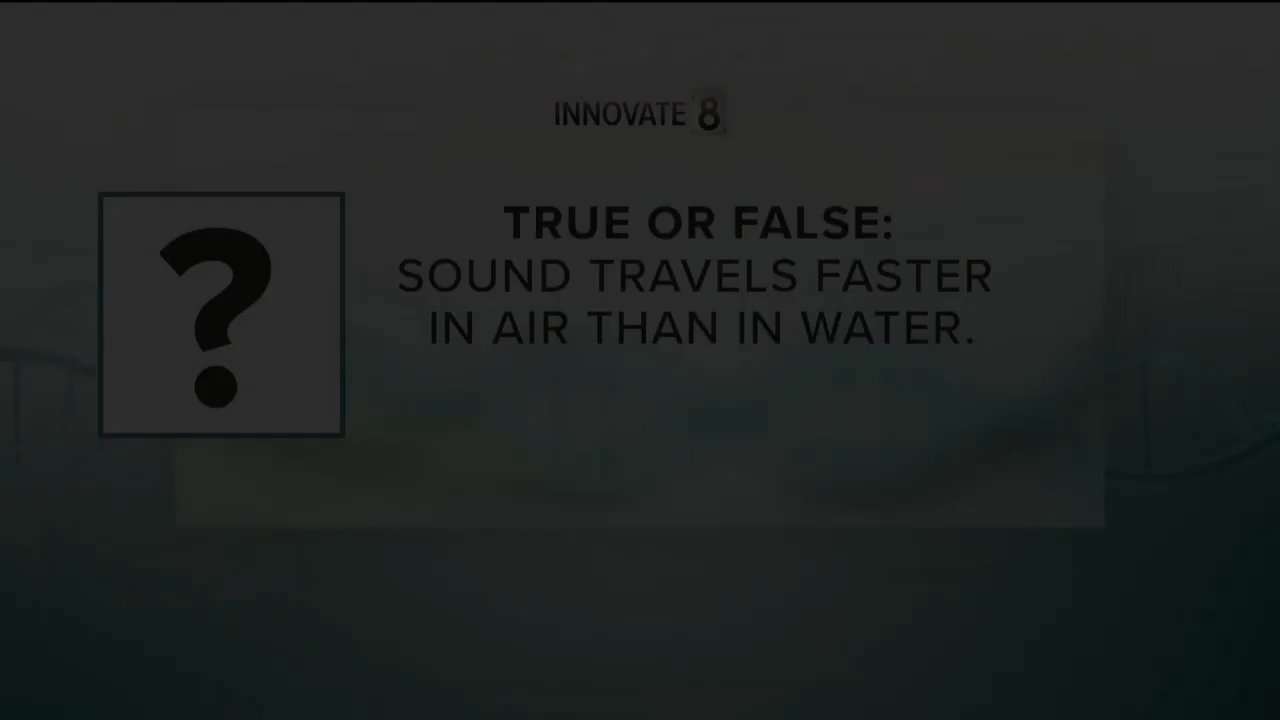 INNOVATE 8
?
TRUE OR FALSE:
SOUND TRAVELS FASTER
IN AIR THAN IN WATER.